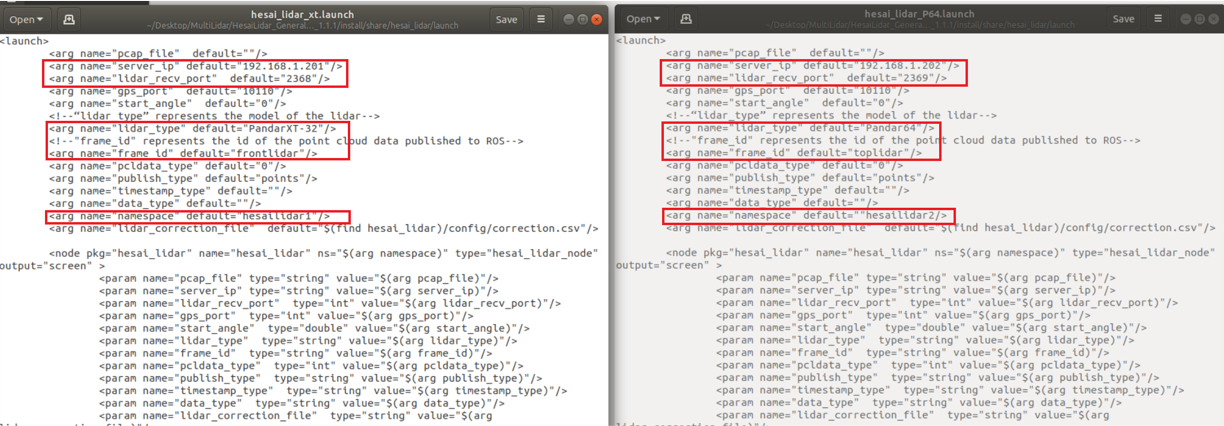 Open
hesai_lidar_xt.launch
~/Desktop/MultiLidar/HesaiLidar_General..._1.1.1/install/share/hesai_lidar/launch
Save
<launch>
<arg name="pcap_file" default=""/>
<arg name="server_ip" default="192.168.1.201"/>
<arg name="lidar_recv_port" default="2368"/>
<arg name="gps_port" default="10110"/>
<arg name="start_angle" default="0"/>
<!--“lidar_type” represents the model of the lidar-->
<arg name="lidar_type" default="PandarXT-32"/>
<!--"frame_id" represents the id of the point cloud data published to ROS-->
<arg name="frame_id" default="frontlidar"/>
<arg name="pcldata_type" default="0"/>
<arg name="publish_type" default="points"/>
<arg name="timestamp_type" default=""/>
<arg name="data_type" default=""/>
<arg name="namespace" default="hesailidar1"/>
<arg name="lidar_correction_file" default="$(find hesai_lidar)/config/correction.csv"/>
<node pkg="hesai_lidar" name="hesai_lidar" ns="$(arg namespace)" type="hesai_lidar_node"
output="screen" >
<param name="pcap_file" type="string" value="$(arg pcap_file)"/>
<param name="server_ip" type="string" value="$(arg server_ip)"/>
<param name="lidar_recv_port" type="int" value="$(arg lidar_recv_port)"/>
<param name="gps_port" type="int" value="$(arg gps_port)"/>
<param name="start_angle" type="double" value="$(arg start_angle)"/>
<param name="lidar_type" type="string" value="$(arg lidar_type)"/>
<param name="frame_id" type="string" value="$(arg frame_id)"/>
<param name="pcldata_type" type="int" value="$(arg pcldata_type)"/>
<param name="publish_type" type="string" value="$(arg publish_type)"/>
<param name="timestamp_type" type="string" value="$(arg timestamp_type)"/>
<param name="data_type" type="string" value="$(arg data_type)"/>
<param name="lidar_correction_file" type="string" value="$(arg
lidar_correction_file)"/>
Open
hesai_lidar_P64.launch
~/Desktop/MultiLidar/HesaiLidar_Gener..._1.1.1/install/share/hesai_lidar/launch
Save
<launch>
<arg name="pcap_file" default=""/>
<arg name="server_ip" default="192.168.1.202"/>
<arg name="lidar_recv_port" default="2369"/>
<arg name="gps_port" default="10110"/>
<arg name="start_angle" default="0"/>
<!--“lidar_type” represents the model of the lidar-->
<arg name="lidar_type" default="Pandar64"/>
<!--"frame_id" represents the id of the point cloud data published to ROS-->
<arg name="frame_id" default="toplidar"/>
<arg name="pcldata_type" default="0"/>
<arg name="publish_type" default="points"/>
<arg name="timestamp_type" default=""/>
<arg name="data_type" default=""/>
<arg name="namespace" default=""hesailidar2/>
<arg name="lidar_correction_file" default="$(find hesai_lidar)/config/correction.csv"/>
<node pkg="hesai_lidar" name="hesai_lidar" ns="$(arg namespace)" type="hesai_lidar_node"
output="screen" >
<param name="pcap_file" type="string" value="$(arg pcap_file)"/>
<param name="server_ip" type="string" value="$(arg server_ip)"/>
<param name="lidar_recv_port" type="int" value="$(arg lidar_recv_port)"/>
<param name="gps_port" type="int" value="$(arg gps_port)"/>
<param name="start_angle" type="double" value="$(arg start_angle)"/>
<param name="lidar_type" type="string" value="$(arg lidar_type)"/>
<param name="frame_id" type="string" value="$(arg frame_id)"/>
<param name="pcldata_type" type="int" value="$(arg pcldata_type)"/>
<param name="publish_type" type="string" value="$(arg publish_type)"/>
<param name="timestamp_type" type="string" value="$(arg timestamp_type)"/>
<param name="data_type" type="string" value="$(arg data_type)"/>
<param name="lidar_correction_file" type="string" value="$(arg
lidar_correction_file)"/>